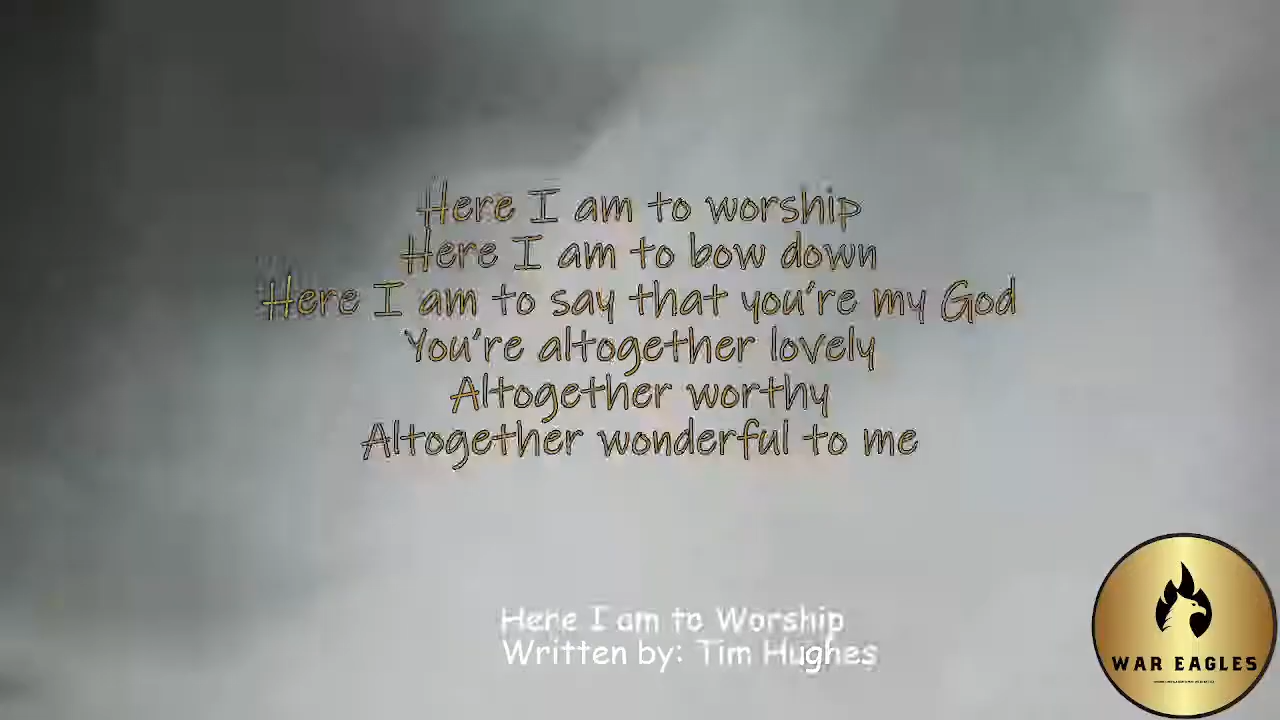 Here I am to worship
Here I am to bow down
Here I am to say that you're my God
You're altogether lovely
Altogether worthy
Altogether wonderful to me
Here I am to Worship
Written by: Tim Hughes
WAR EAGLES